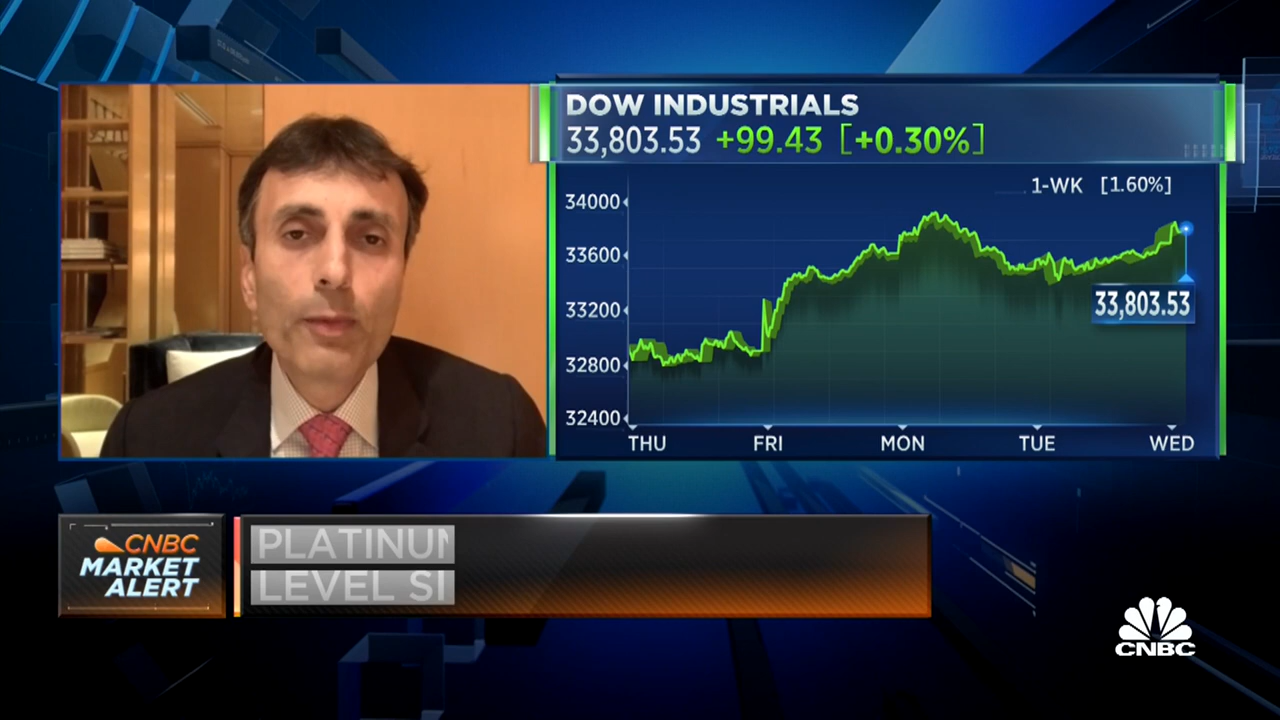 DOW INDUSTRIALS
33,803.53 +99.43 [+0.30%]
1-WK [1.60%]
34000
33600
33200
32800
32400
33,803.53
THU FRI MON TUE WED
CNBC
MARKET
ALERT
PLATINUM
LEVEL SI
CNBC